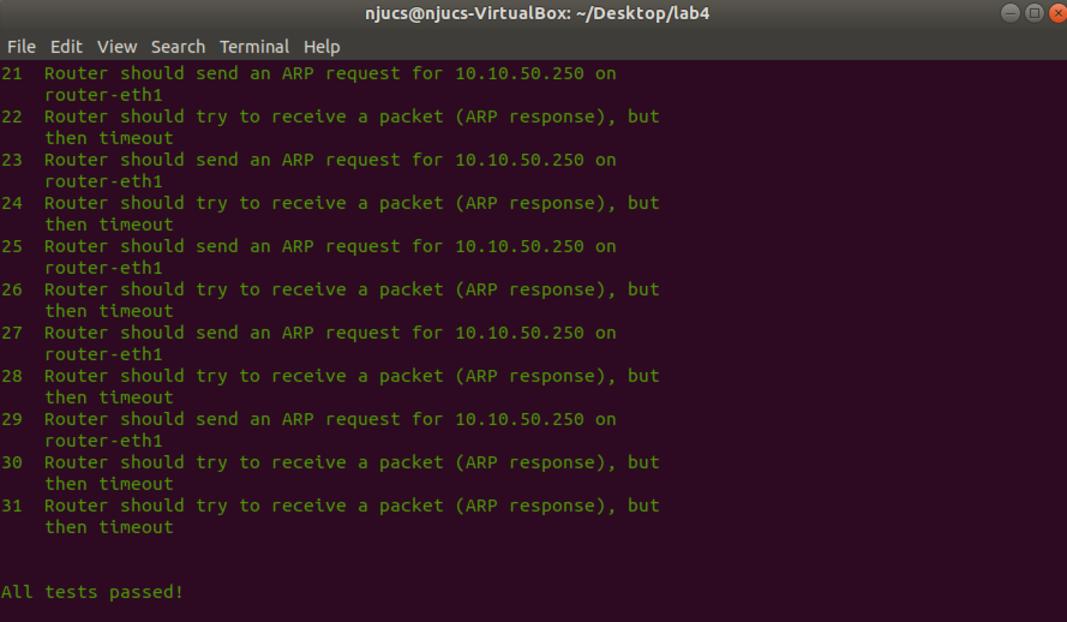 njucs@njucs-VirtualBox: ~/Desktop/lab4
File Edit View Search Terminal Help
21 Router should send an ARP request for 10.10.50.250 on
router-eth1
22 Router should try to receive a packet (ARP response), but
then timeout
23 Router should send an ARP request for 10.10.50.250 on
router-eth1
24 Router should try to receive a packet (ARP response), but
then timeout
25 Router should send an ARP request for 10.10.50.250 on
router-eth1
26 Router should try to receive a packet (ARP response), but
then timeout
27 Router should send an ARP request for 10.10.50.250 on
router-eth1
28 Router should try to receive a packet (ARP response), but
then timeout
29 Router should send an ARP request for 10.10.50.250 on
router-eth1
30 Router should try to receive a packet (ARP response), but
then timeout
31 Router should try to receive a packet (ARP response), but
then timeout
All tests passed!